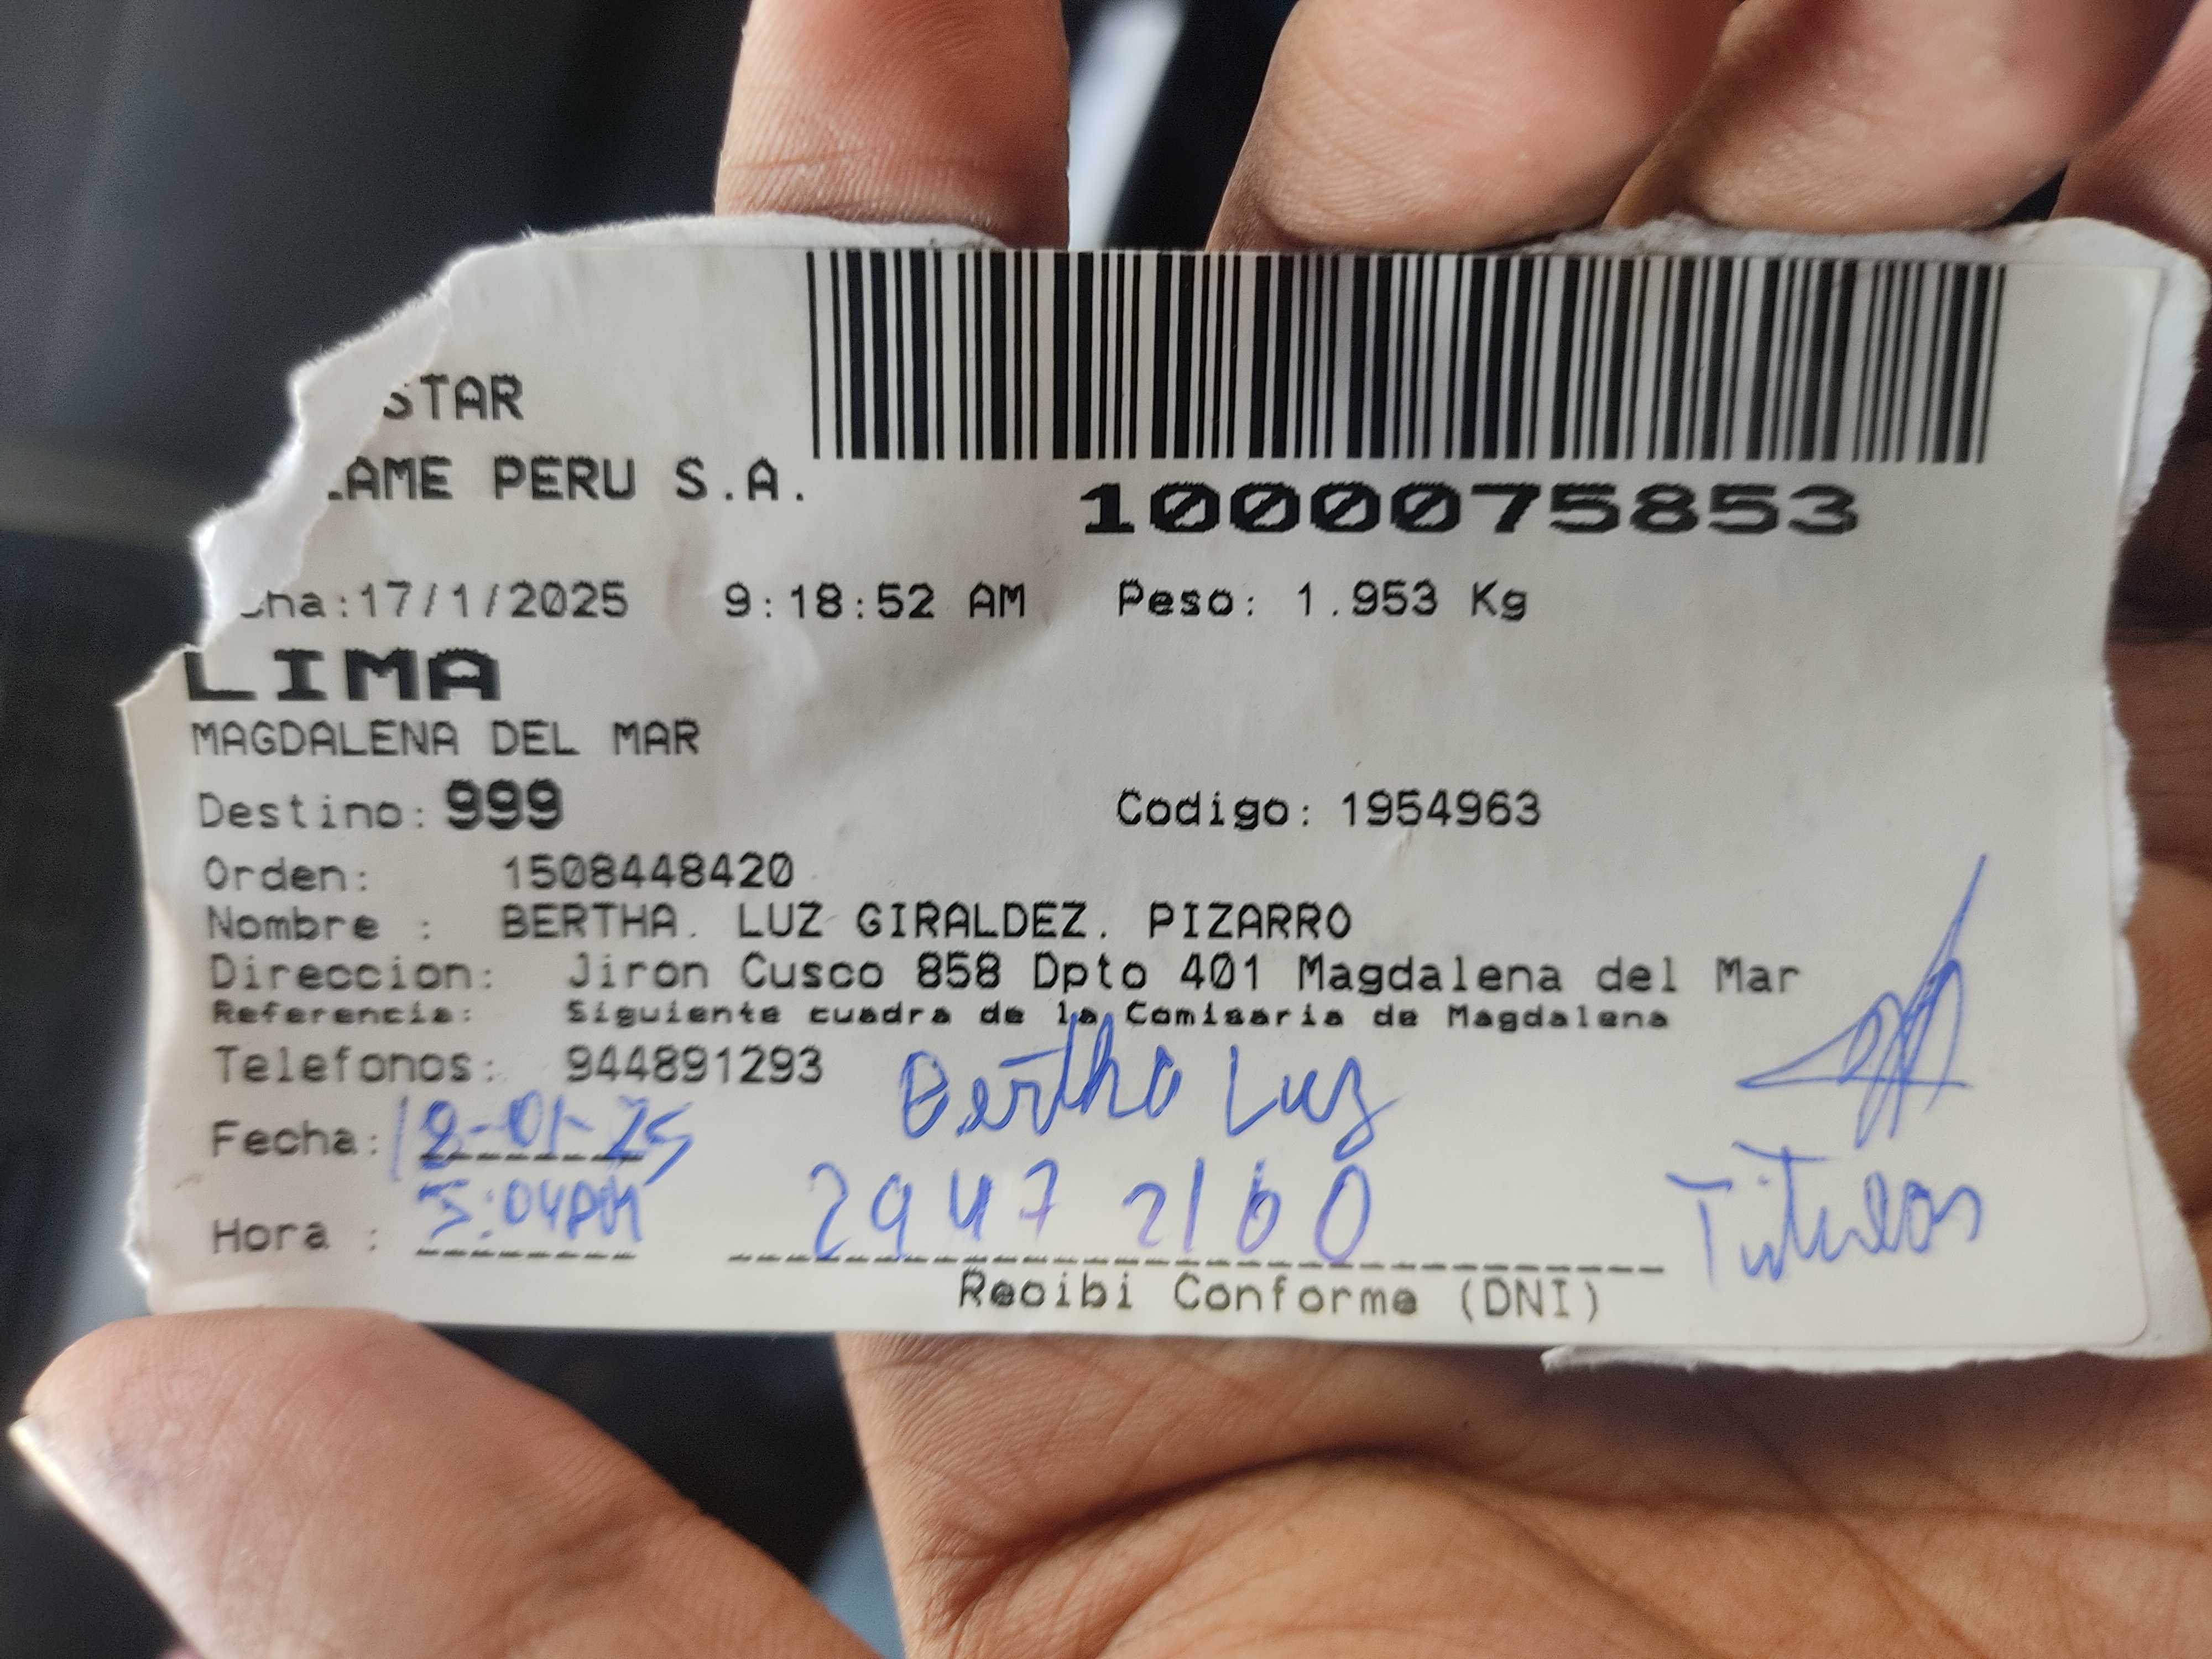 STAR
LAME PERU S.A.
1000075853
cha:17/1/2025 9:18:52 AM Peso: 1.953 Kg
LIMA
MAGDALENA DEL MAR
Destino: 999 Codigo: 1954963
Orden: 1508448420
Nombre : BERTHA. LUZ GIRALDEZ. PIZARRO
Direccion: Jiron Cusco 858 Dpto 401 Magdalena del Mar
Referencia: Siguiente cuadra de la Comisaria de Magdalena
Telefonos: 944891293
Bertha Luz
Fecha: 18-01-25
Hora : 5:04PM
2947 2160
Recibi Conforme (DNI)